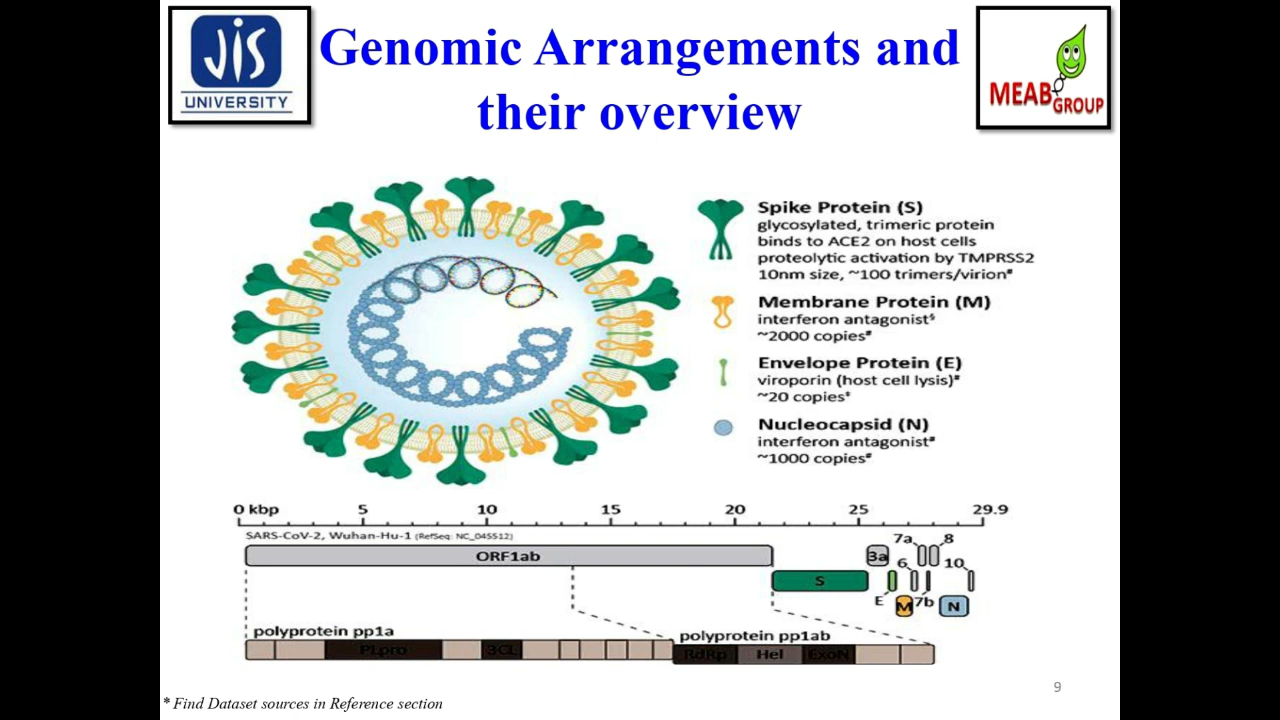 JIS
UNIVERSITY
Genomic Arrangements and
their overview
MEAB
GROUP
Spike Protein (S)
glycosylated, trimeric protein
binds to ACE2 on host cells
proteolytic activation by TMPRSS2
10nm size, ~100 trimers/virion#
Membrane Protein (M)
interferon antagonist§
~2000 copies#
Envelope Protein (E)
viroporin (host cell lysis)#
~20 copies
Nucleocapsid (N)
interferon antagonist#
~1000 copies#
0 kbp 5 10 15 20 25 29.9
SARS-CoV-2, Wuhan-Hu-1 (RefSeq: NC_045512)
ORF1ab
3a
7a
8
6
10
S
E
M
7b
N
polyprotein pp1a
polyprotein pp1ab
PLpro
3CL
RdRp
Hel
ExoN
9
* Find Dataset sources in Reference section